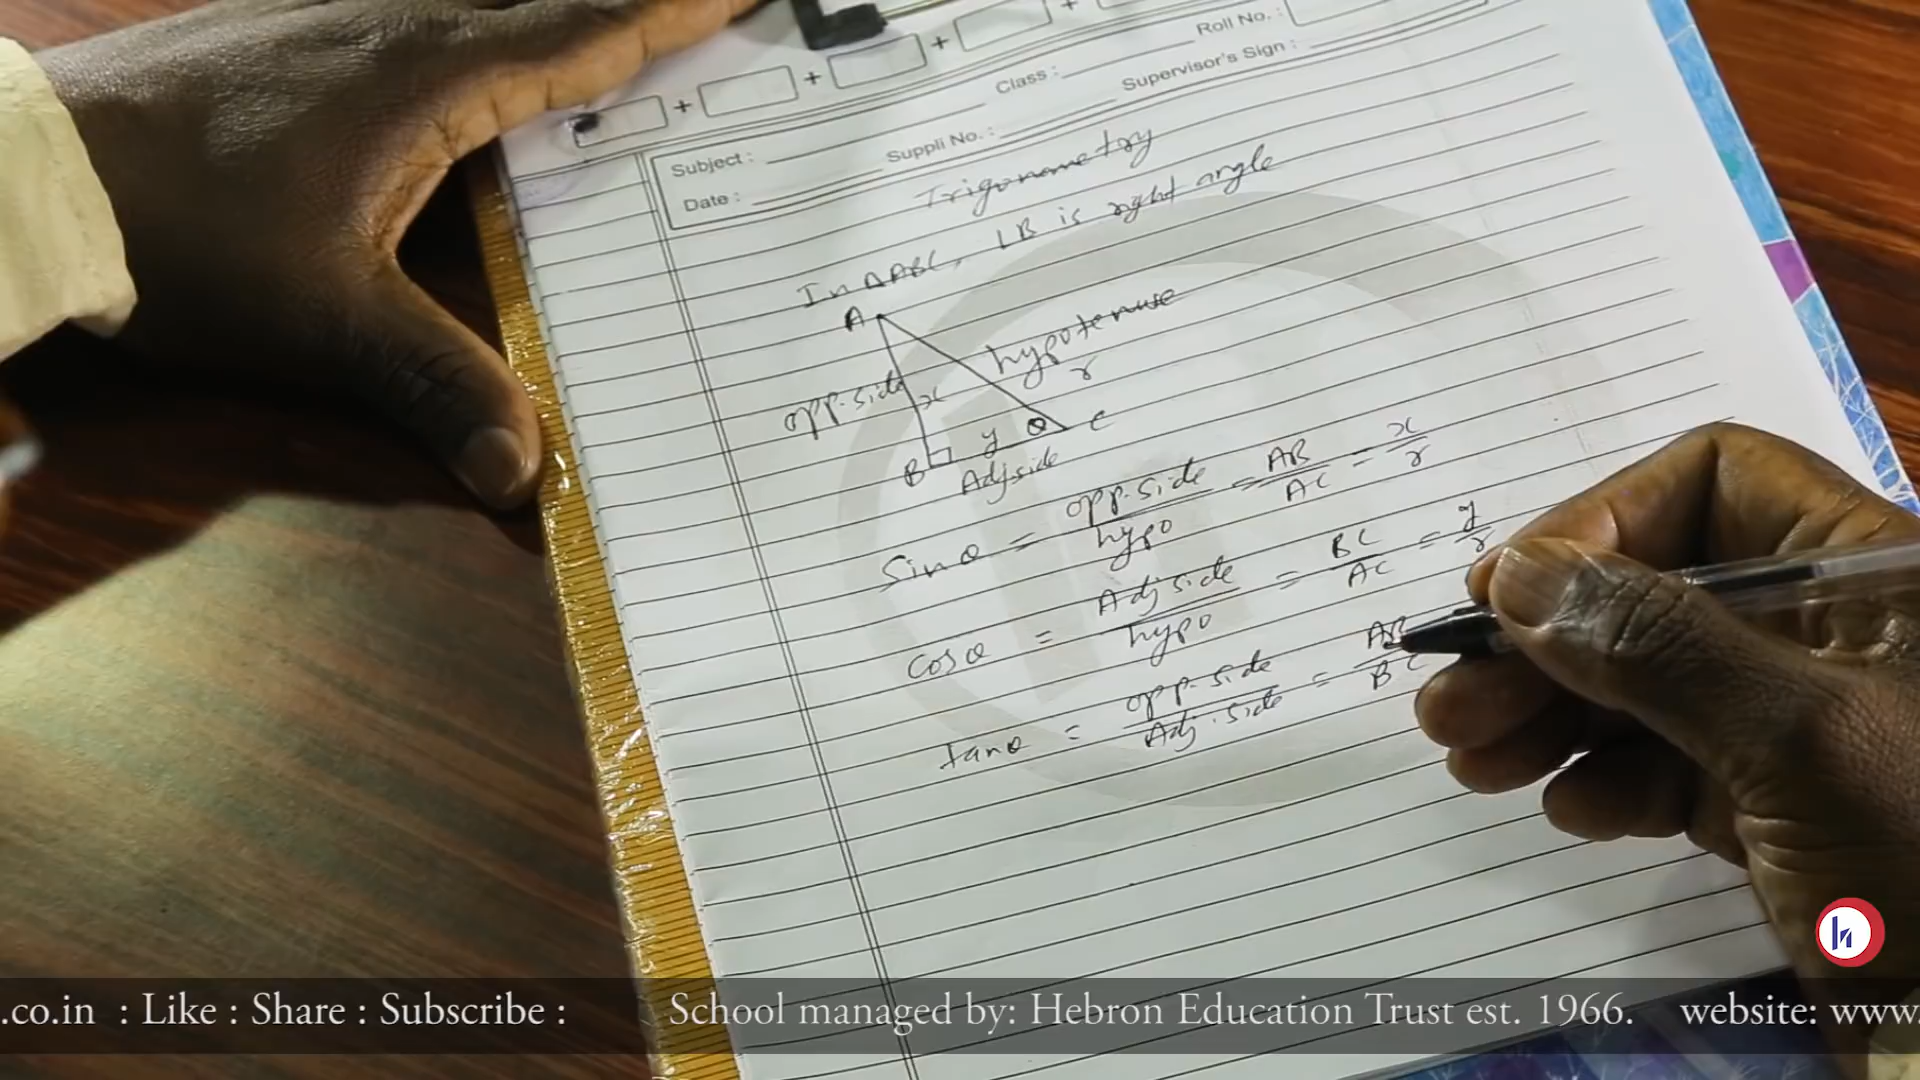 + + + +
Class : Roll No. :
Subject : Suppli No. : Supervisor's Sign :
Date :
Trigonometry
In ΔABC, ∟B is right angle
A
hypotenuse
opp. side x r
y θ C
B
Adj side
Sinθ = opp. side / hypo = AB / AC = x / r
Cosθ = Adj side / hypo = BC / AC = y / r
tanθ = opp. side / Adj. side = AB / BC
h
.co.in : Like : Share : Subscribe : School managed by: Hebron Education Trust est. 1966. website: www.